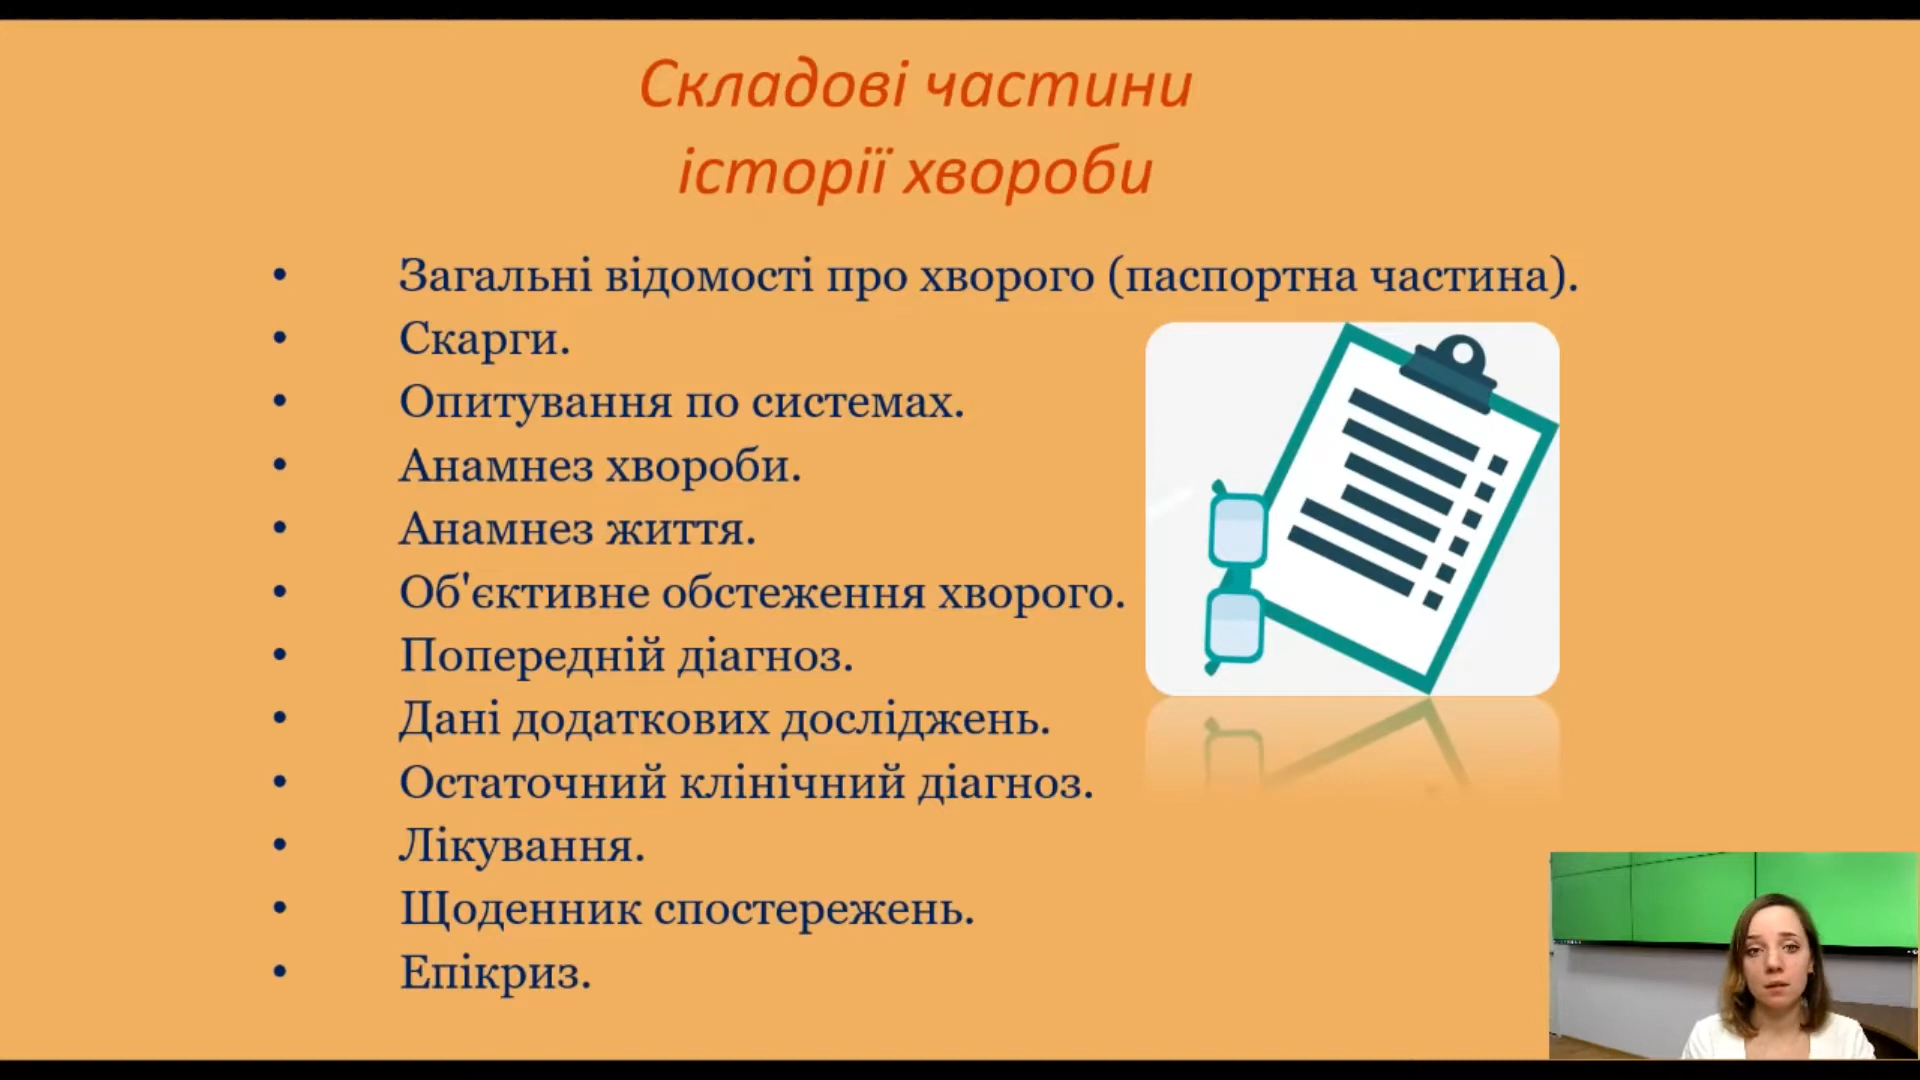 Складові частини
історії хвороби
• Загальні відомості про хворого (паспортна частина).
• Скарги.
• Опитування по системах.
• Анамнез хвороби.
• Анамнез життя.
• Об'єктивне обстеження хворого.
• Попередній діагноз.
• Дані додаткових досліджень.
• Остаточний клінічний діагноз.
• Лікування.
• Щоденник спостережень.
• Епікриз.